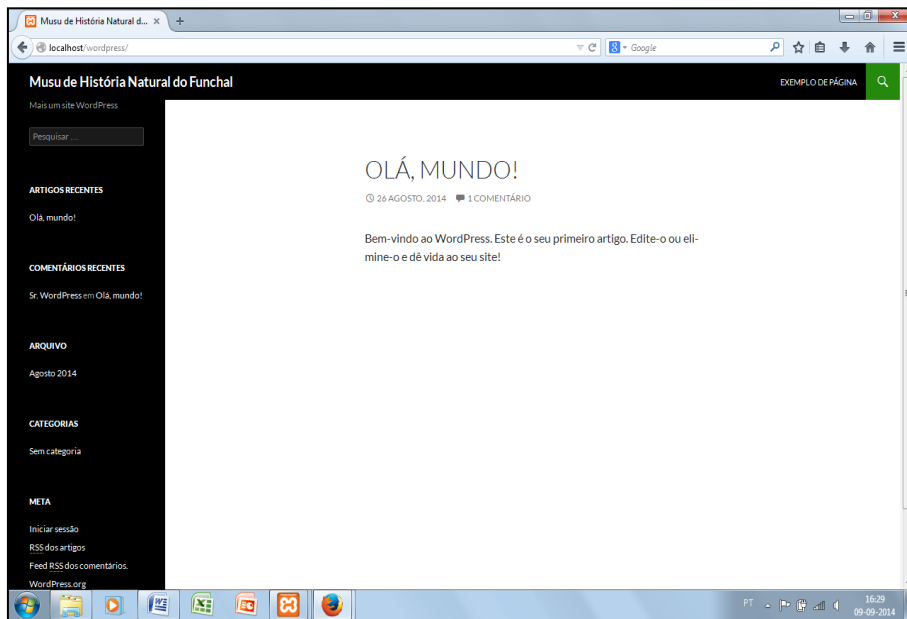 Musu de História Natural d...
localhost/wordpress/
Google
Musu de História Natural do Funchal
EXEMPLO DE PÁGINA
Mais um site WordPress
Pesquisar ...
OLÁ, MUNDO!
26 AGOSTO, 2014 1 COMENTÁRIO
Bem-vindo ao WordPress. Este é o seu primeiro artigo. Edite-o ou eli-
mine-o e dê vida ao seu site!
ARTIGOS RECENTES
Olá, mundo!
COMENTÁRIOS RECENTES
Sr. WordPress em Olá, mundo!
ARQUIVO
Agosto 2014
CATEGORIAS
Sem categoria
META
Iniciar sessão
RSS dos artigos
Feed RSS dos comentários.
WordPress.org
PT
16:29
09-09-2014